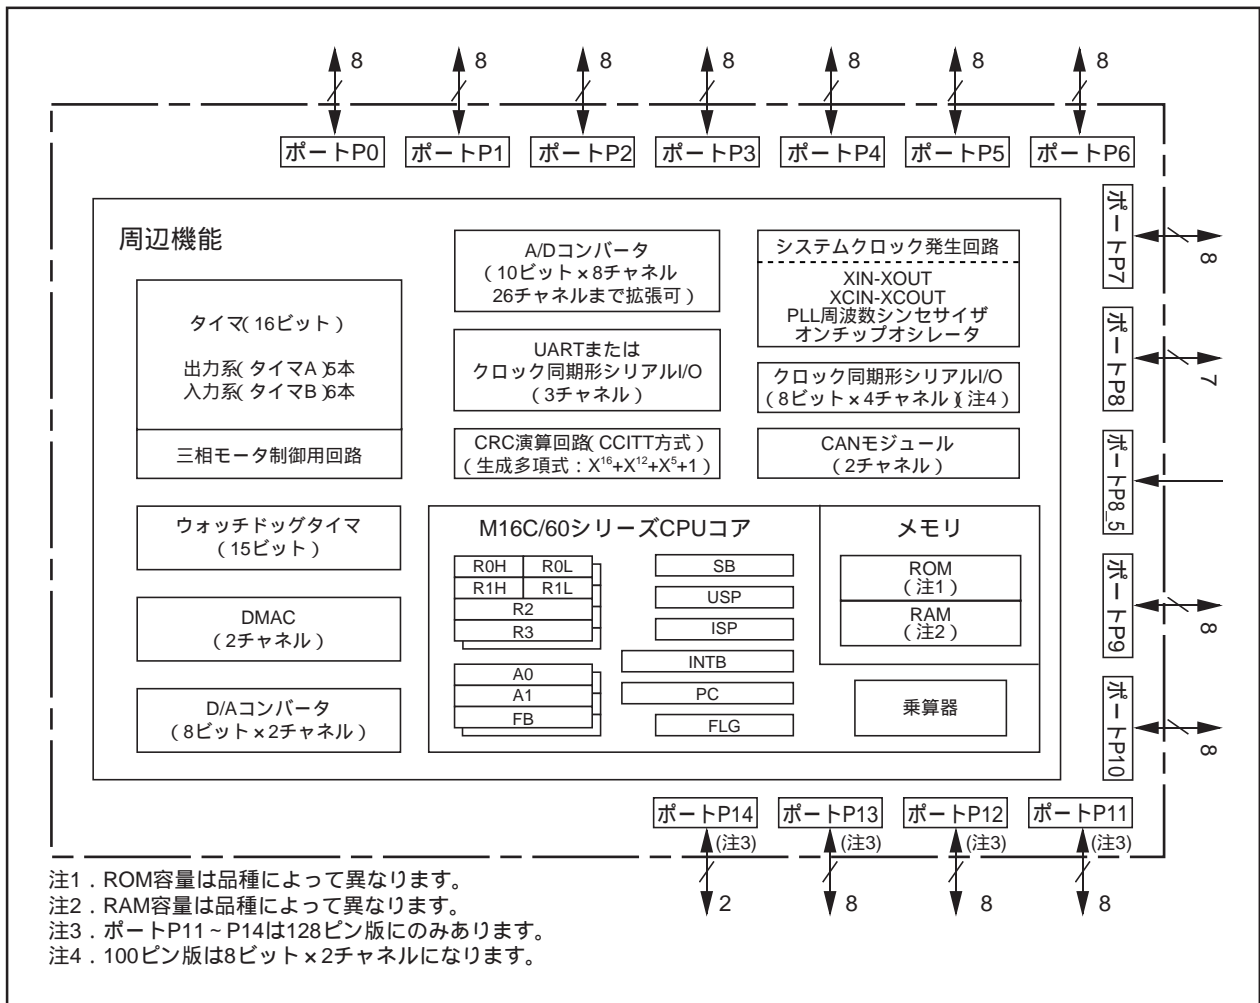 8 8 8 8 8 8 8
ポートP0 ポートP1 ポートP2 ポートP3 ポートP4 ポートP5 ポートP6
周辺機能
タイマ(16ビット)
出力系(タイマA)6本
入力系(タイマB)6本
三相モータ制御用回路
ウォッチドッグタイマ
(15ビット)
DMAC
(2チャネル)
D/Aコンバータ
(8ビット×2チャネル)
A/Dコンバータ
(10ビット×8チャネル
26チャネルまで拡張可)
UARTまたは
クロック同期形シリアルI/O
(3チャネル)
CRC演算回路(CCITT方式)
(生成多項式:X¹⁶+X¹²+X⁵+1)
システムクロック発生回路
XIN-XOUT
XCIN-XCOUT
PLL周波数シンセサイザ
オンチップオシレータ
クロック同期形シリアルI/O
(8ビット×4チャネル)(注4)
CANモジュール
(2チャネル)
M16C/60シリーズCPUコア
R0H R0L
R1H R1L
R2
R3
A0
A1
FB
SB
USP
ISP
INTB
PC
FLG
メモリ
ROM
(注1)
RAM
(注2)
乗算器
ポートP7
8
ポートP8
7
ポートP8_5
ポートP9
8
ポートP10
8
ポートP14 ポートP13 ポートP12 ポートP11
(注3) (注3) (注3) (注3)
2 8 8 8
注1.ROM容量は品種によって異なります。
注2.RAM容量は品種によって異なります。
注3.ポートP11~P14は128ピン版にのみあります。
注4.100ピン版は8ビット×2チャネルになります。